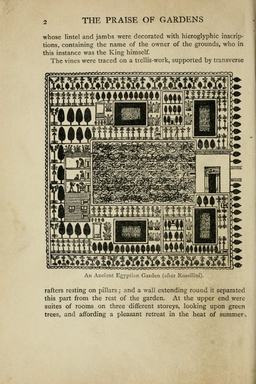 2 THE PRAISE OF GARDENS
whose lintel and jambs were decorated with hieroglyphic inscrip-
tions, containing the name of the owner of the grounds, who in
this instance was the King himself.
The vines were traced on a trellis-work, supported by transverse
An Ancient Egyptian Garden (after Rosellini).
rafters resting on pillars; and a wall extending round it separated
this part from the rest of the garden. At the upper end were
suites of rooms on three different storeys, looking upon green
trees, and affording a pleasant retreat in the heat of summer.